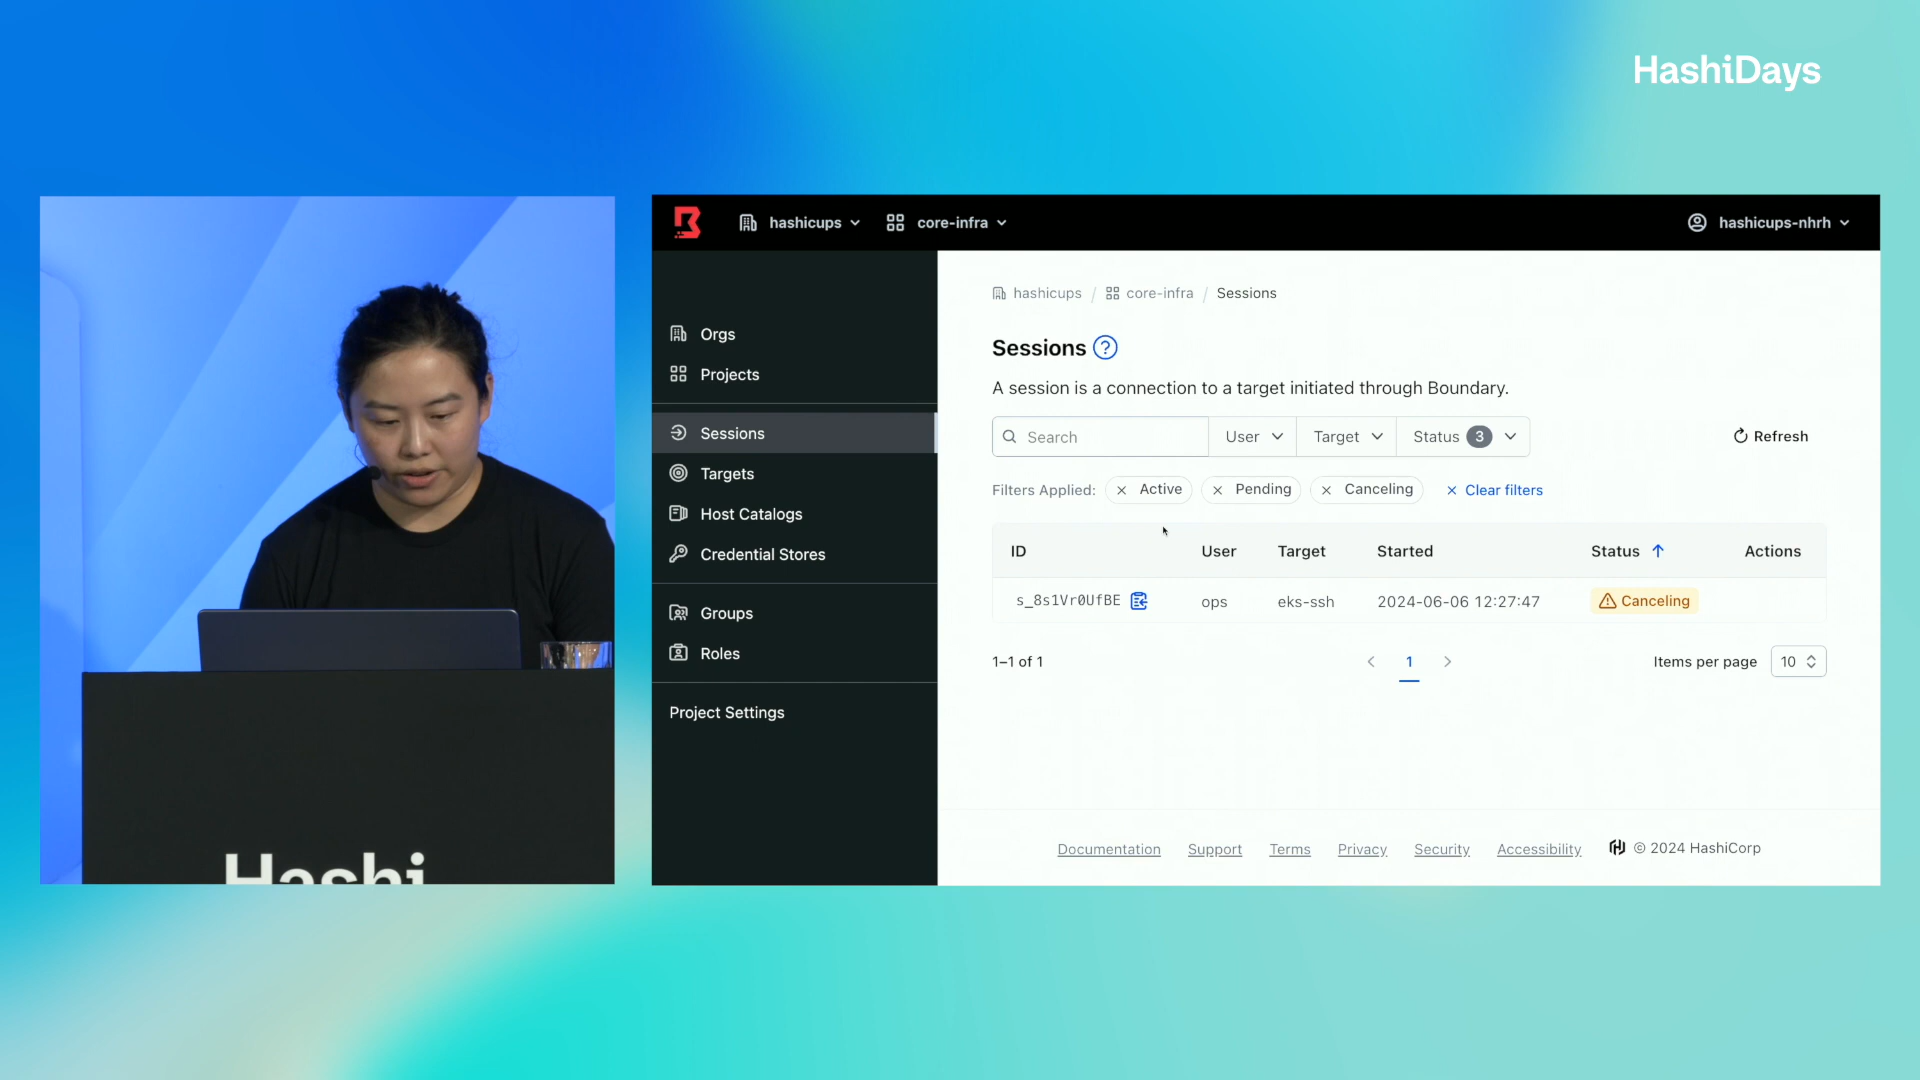 HashiDays
hashicups
core-infra
hashicups-nhrh
Orgs
Projects
Sessions
Targets
Host Catalogs
Credential Stores
Groups
Roles
Project Settings
hashicups / core-infra / Sessions
Sessions ?
A session is a connection to a target initiated through Boundary.
Search User Target Status 3 Refresh
Filters Applied: × Active × Pending × Canceling × Clear filters
ID User Target Started Status Actions
s_8s1Vr0UfBE ops eks-ssh 2024-06-06 12:27:47 Canceling
1–1 of 1 1 Items per page 10
Documentation Support Terms Privacy Security Accessibility © 2024 HashiCorp
Hashi